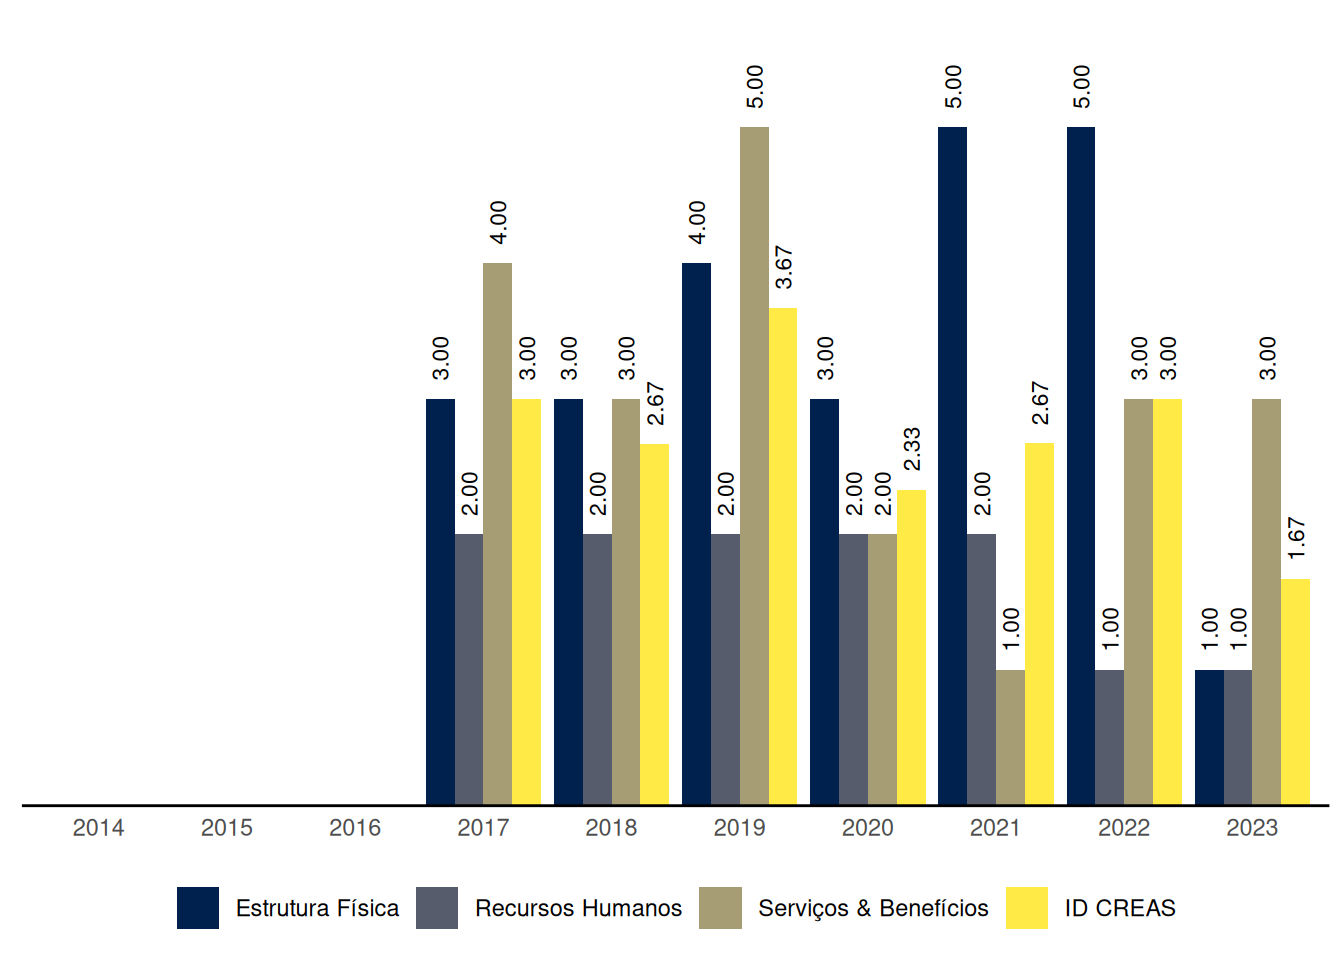 3.00 2.00 4.00 3.00 3.00 2.00 3.00 2.67 4.00 2.00 5.00 3.67 3.00 2.00 2.00 2.33 5.00 2.00 1.00 2.67 5.00 1.00 3.00 3.00 1.00 1.00 3.00 1.67
2014 2015 2016 2017 2018 2019 2020 2021 2022 2023
Estrutura Física Recursos Humanos Serviços & Benefícios ID CREAS